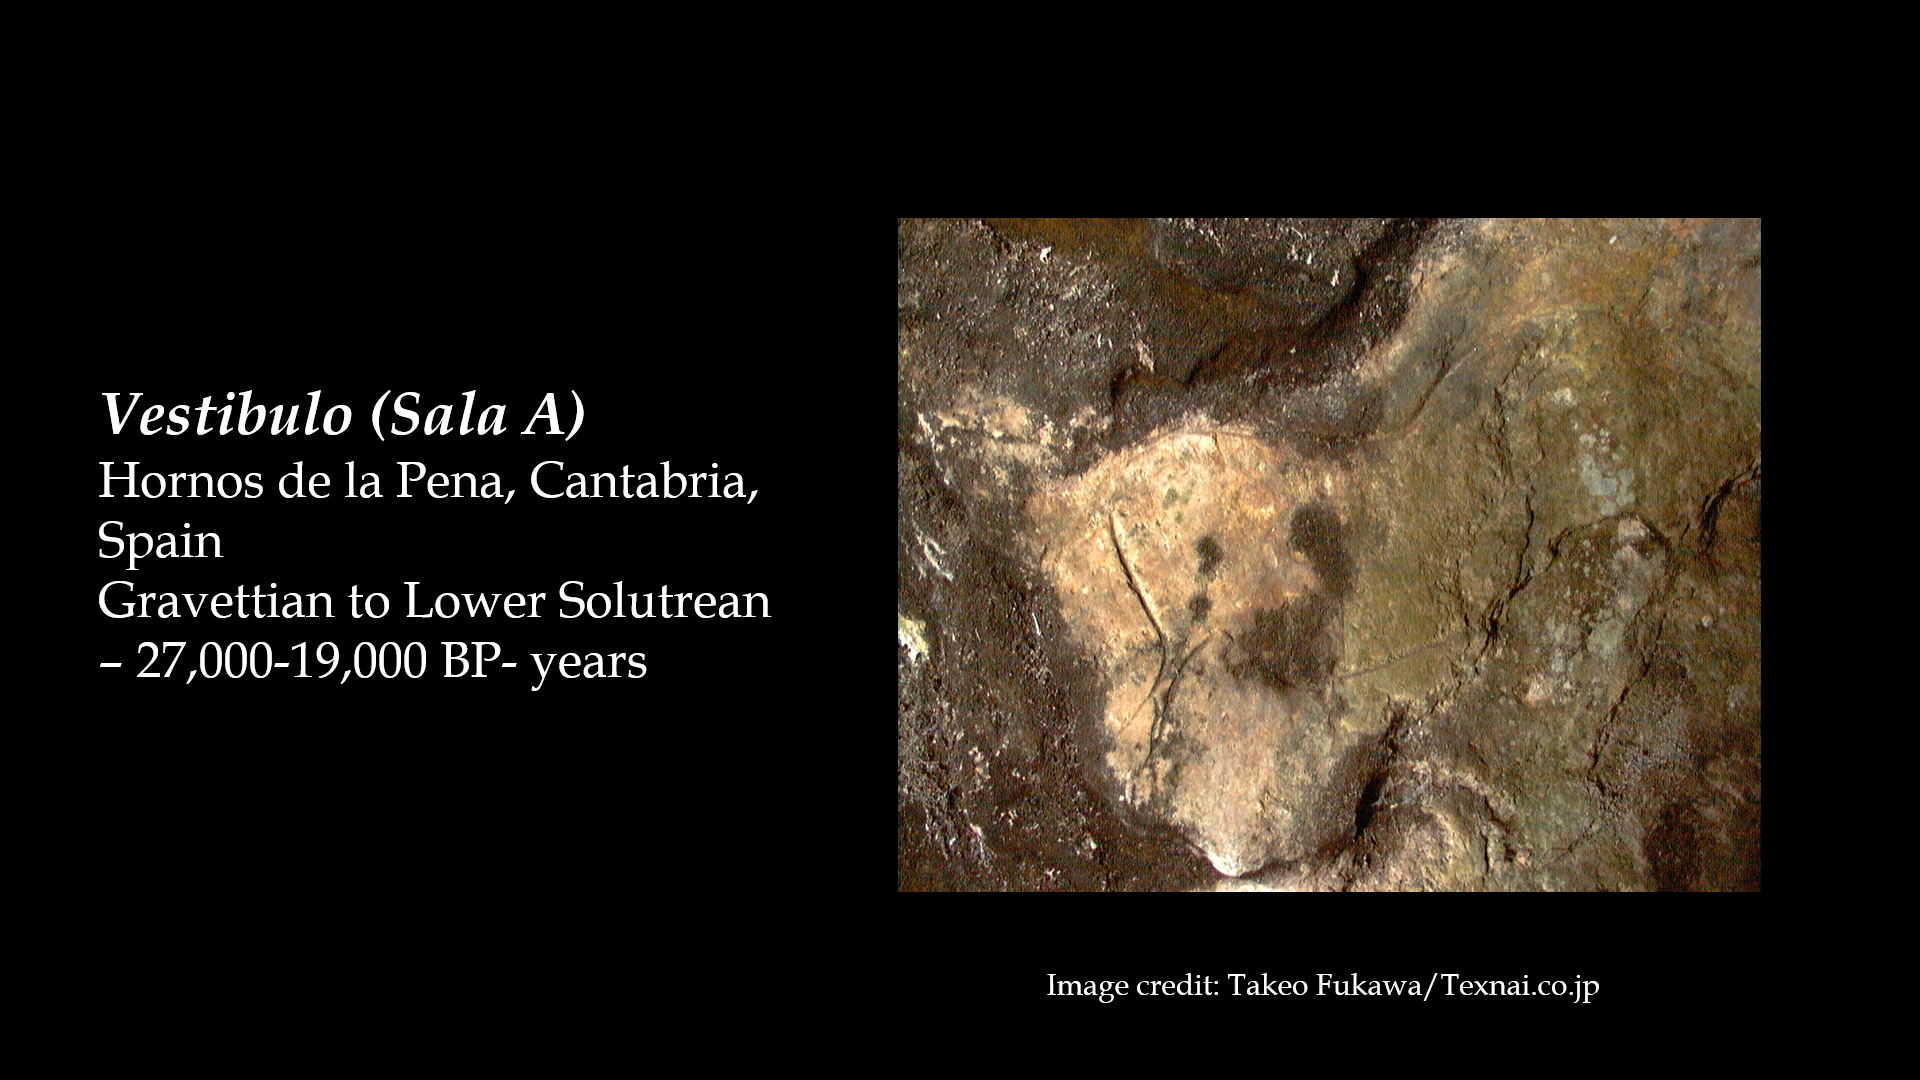 Vestibulo (Sala A)
Hornos de la Pena, Cantabria,
Spain
Gravettian to Lower Solutrean
– 27,000-19,000 BP- years
Image credit: Takeo Fukawa/Texnai.co.jp